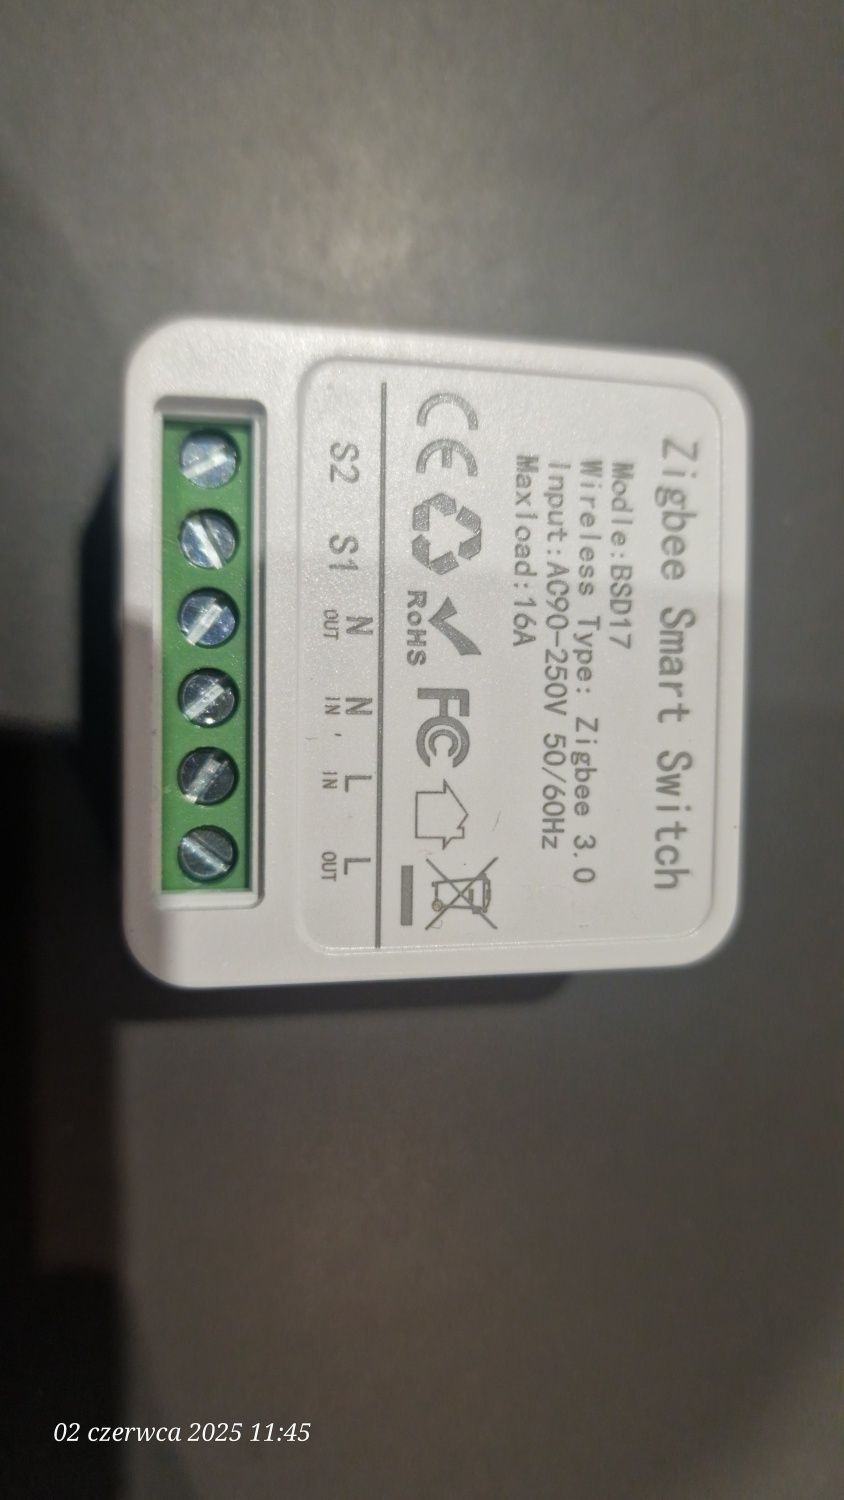 Zigbee Smart Switch
Modle:BSD17
Wireless Type: Zigbee 3.0
Input:AC90-250V 50/60Hz
Maxload:16A
CE RoHS FC
S2 S1 N N L L
OUT IN IN OUT
02 czerwca 2025 11:45